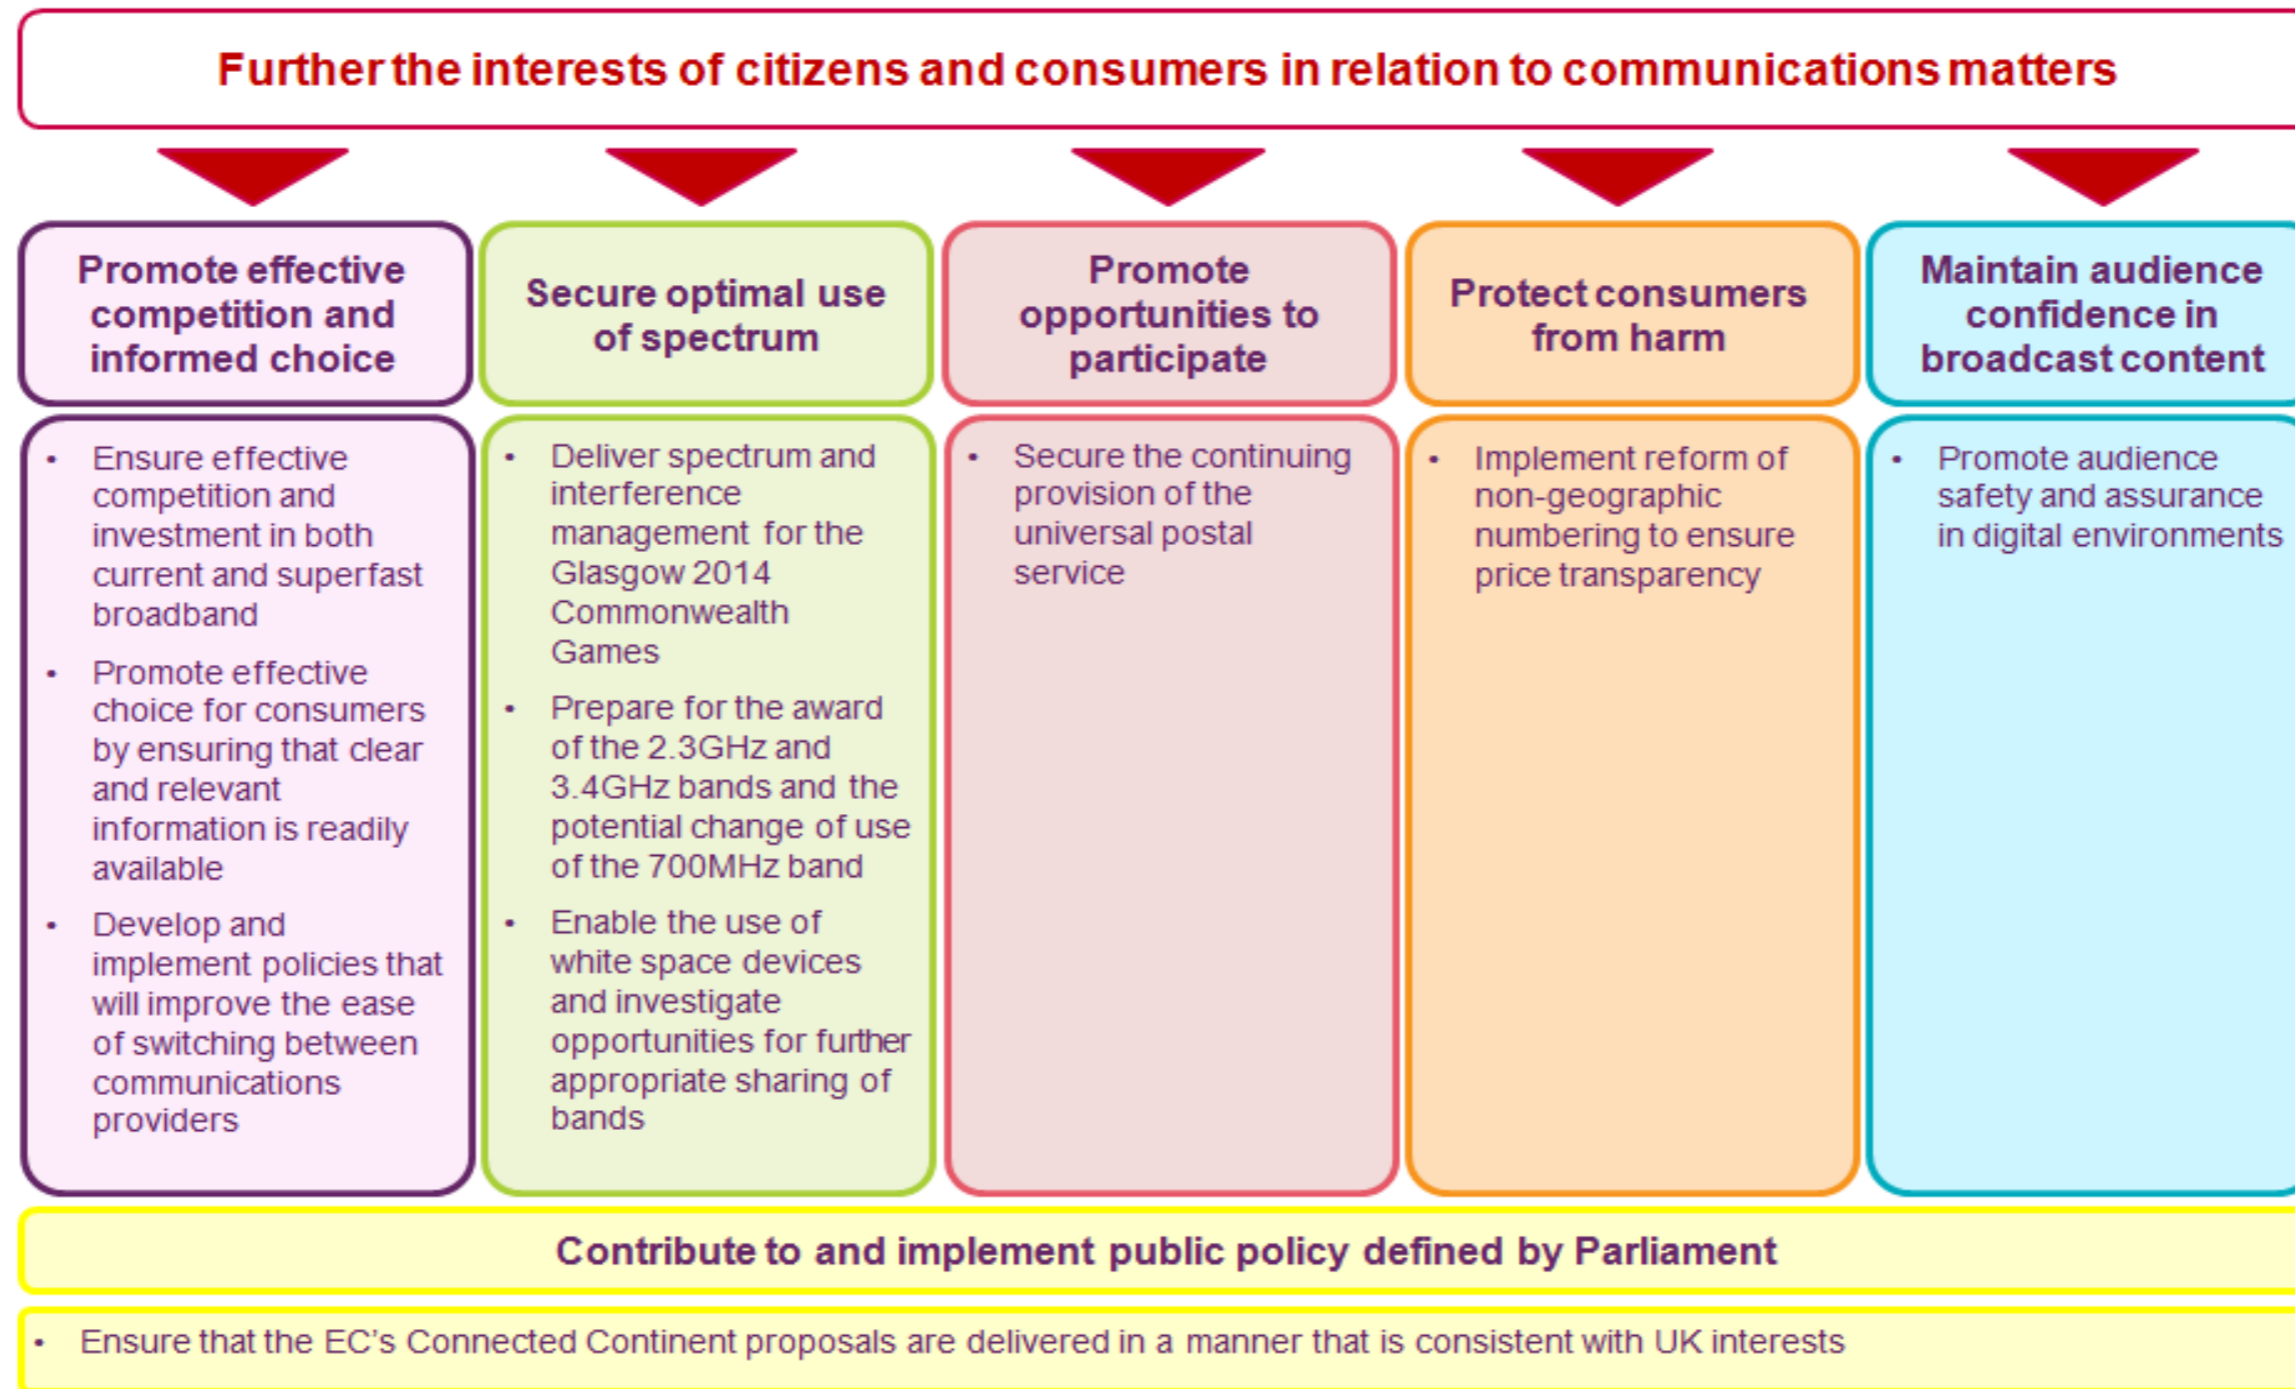 Further the interests of citizens and consumers in relation to communications matters
Promote effective
competition and
informed choice
Secure optimal use
of spectrum
Promote
opportunities to
participate
Protect consumers
from harm
Maintain audience
confidence in
broadcast content
• Ensure effective
competition and
investment in both
current and superfast
broadband
• Promote effective
choice for consumers
by ensuring that clear
and relevant
information is readily
available
• Develop and
implement policies that
will improve the ease
of switching between
communications
providers
• Deliver spectrum and
interference
management for the
Glasgow 2014
Commonwealth
Games
• Prepare for the award
of the 2.3GHz and
3.4GHz bands and the
potential change of use
of the 700MHz band
• Enable the use of
white space devices
and investigate
opportunities for further
appropriate sharing of
bands
• Secure the continuing
provision of the
universal postal
service
• Implement reform of
non-geographic
numbering to ensure
price transparency
• Promote audience
safety and assurance
in digital environments
Contribute to and implement public policy defined by Parliament
• Ensure that the EC’s Connected Continent proposals are delivered in a manner that is consistent with UK interests